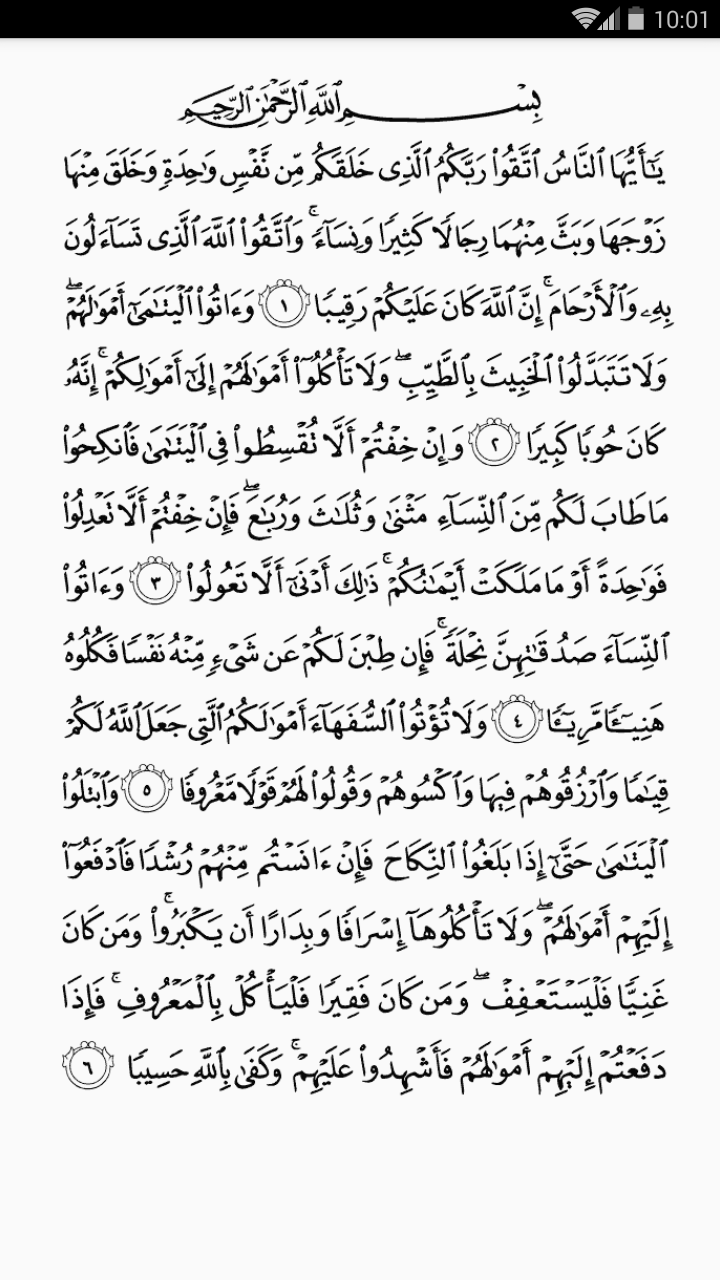 10:01
بِسْمِ ٱللَّهِ ٱلرَّحْمَٰنِ ٱلرَّحِيمِ
يَٰٓأَيُّهَا ٱلنَّاسُ ٱتَّقُوا۟ رَبَّكُمُ ٱلَّذِى خَلَقَكُم مِّن نَّفْسٍ وَٰحِدَةٍ وَخَلَقَ مِنْهَا
زَوْجَهَا وَبَثَّ مِنْهُمَا رِجَالًا كَثِيرًا وَنِسَآءً ۚ وَٱتَّقُوا۟ ٱللَّهَ ٱلَّذِى تَسَآءَلُونَ
بِهِۦ وَٱلْأَرْحَامَ ۚ إِنَّ ٱللَّهَ كَانَ عَلَيْكُمْ رَقِيبًا ١ وَءَاتُوا۟ ٱلْيَتَٰمَىٰٓ أَمْوَٰلَهُمْ ۖ
وَلَا تَتَبَدَّلُوا۟ ٱلْخَبِيثَ بِٱلطَّيِّبِ ۖ وَلَا تَأْكُلُوٓا۟ أَمْوَٰلَهُمْ إِلَىٰٓ أَمْوَٰلِكُمْ ۚ إِنَّهُۥ
كَانَ حُوبًا كَبِيرًا ٢ وَإِنْ خِفْتُمْ أَلَّا تُقْسِطُوا۟ فِى ٱلْيَتَٰمَىٰ فَٱنكِحُوا۟
مَا طَابَ لَكُم مِّنَ ٱلنِّسَآءِ مَثْنَىٰ وَثُلَٰثَ وَرُبَٰعَ ۖ فَإِنْ خِفْتُمْ أَلَّا تَعْدِلُوا۟
فَوَٰحِدَةً أَوْ مَا مَلَكَتْ أَيْمَٰنُكُمْ ۚ ذَٰلِكَ أَدْنَىٰٓ أَلَّا تَعُولُوا۟ ٣ وَءَاتُوا۟
ٱلنِّسَآءَ صَدُقَٰتِهِنَّ نِحْلَةً ۚ فَإِن طِبْنَ لَكُمْ عَن شَىْءٍ مِّنْهُ نَفْسًا فَكُلُوهُ
هَنِيٓـًٔا مَّرِيٓـًٔا ٤ وَلَا تُؤْتُوا۟ ٱلسُّفَهَآءَ أَمْوَٰلَكُمُ ٱلَّتِى جَعَلَ ٱللَّهُ لَكُمْ
قِيَٰمًا وَٱرْزُقُوهُمْ فِيهَا وَٱكْسُوهُمْ وَقُولُوا۟ لَهُمْ قَوْلًا مَّعْرُوفًا ٥ وَٱبْتَلُوا۟
ٱلْيَتَٰمَىٰ حَتَّىٰٓ إِذَا بَلَغُوا۟ ٱلنِّكَاحَ فَإِنْ ءَانَسْتُم مِّنْهُمْ رُشْدًا فَٱدْفَعُوٓا۟
إِلَيْهِمْ أَمْوَٰلَهُمْ ۖ وَلَا تَأْكُلُوهَآ إِسْرَافًا وَبِدَارًا أَن يَكْبَرُوا۟ ۚ وَمَن كَانَ
غَنِيًّا فَلْيَسْتَعْفِفْ ۖ وَمَن كَانَ فَقِيرًا فَلْيَأْكُلْ بِٱلْمَعْرُوفِ ۚ فَإِذَا
دَفَعْتُمْ إِلَيْهِمْ أَمْوَٰلَهُمْ فَأَشْهِدُوا۟ عَلَيْهِمْ ۚ وَكَفَىٰ بِٱللَّهِ حَسِيبًا ٦